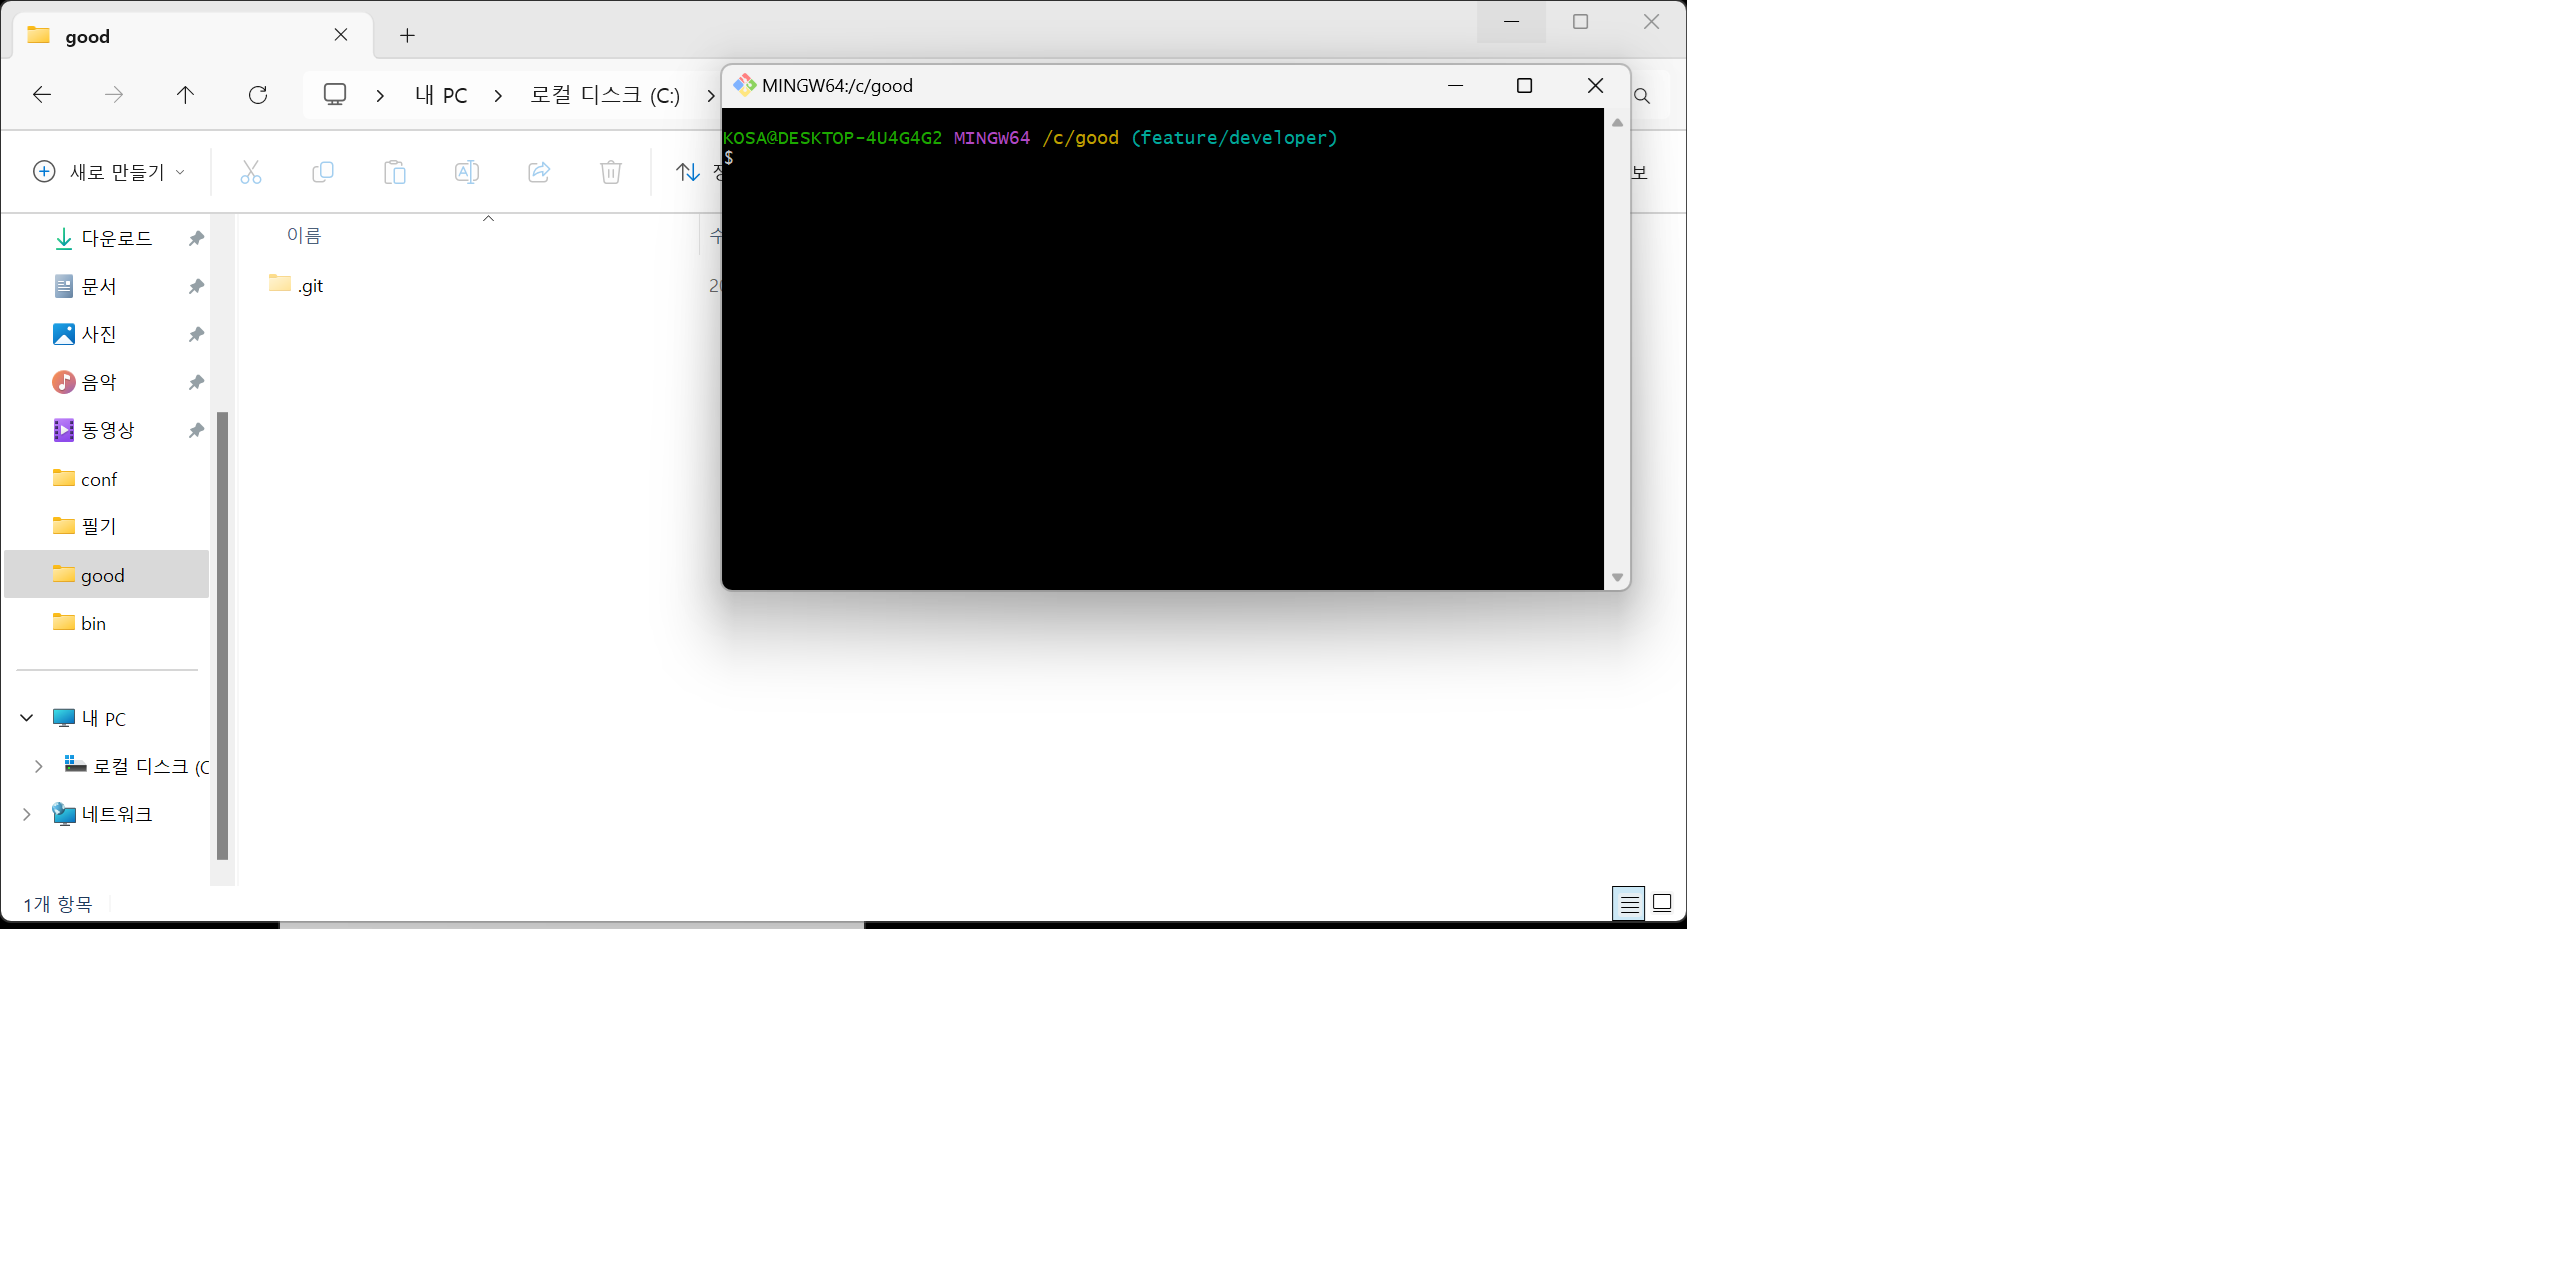 good
내 PC
로컬 디스크 (C:)
MINGW64:/c/good
KOSA@DESKTOP-4U4G4G2 MINGW64 /c/good (feature/developer)
$
새로 만들기
보
다운로드
문서
사진
음악
동영상
conf
필기
good
bin
내 PC
로컬 디스크 (C
네트워크
이름
수
.git
20
1개 항목